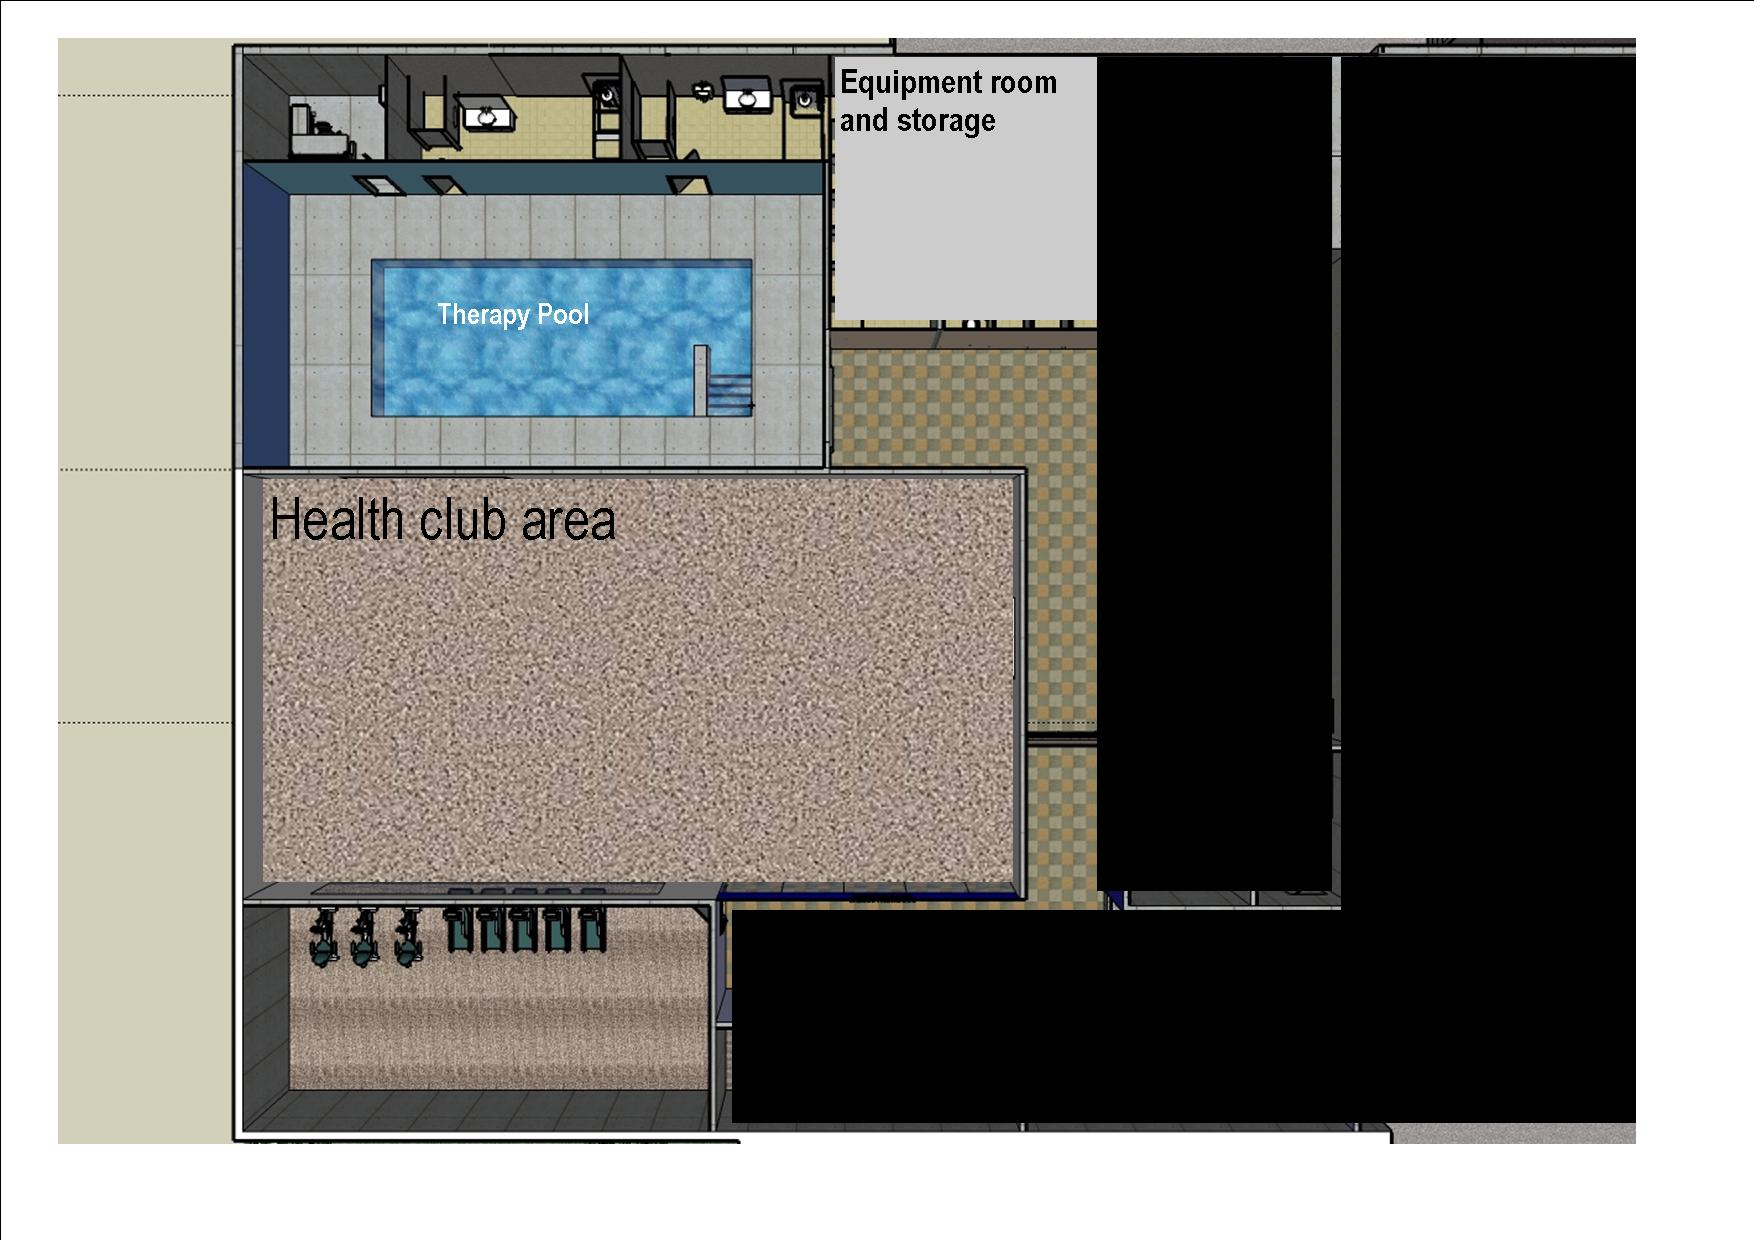 Equipment room
and storage
Therapy Pool
Health club area